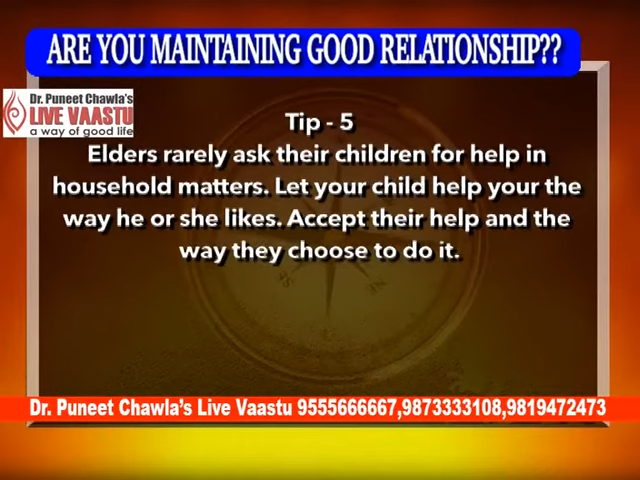 ARE YOU MAINTAINING GOOD RELATIONSHIP??
Dr. Puneet Chawla's
LIVE VAASTU
a way of good life
Tip - 5
Elders rarely ask their children for help in
household matters. Let your child help your the
way he or she likes. Accept their help and the
way they choose to do it.
Dr. Puneet Chawla's Live Vaastu 9555666667,9873333108,9819472473